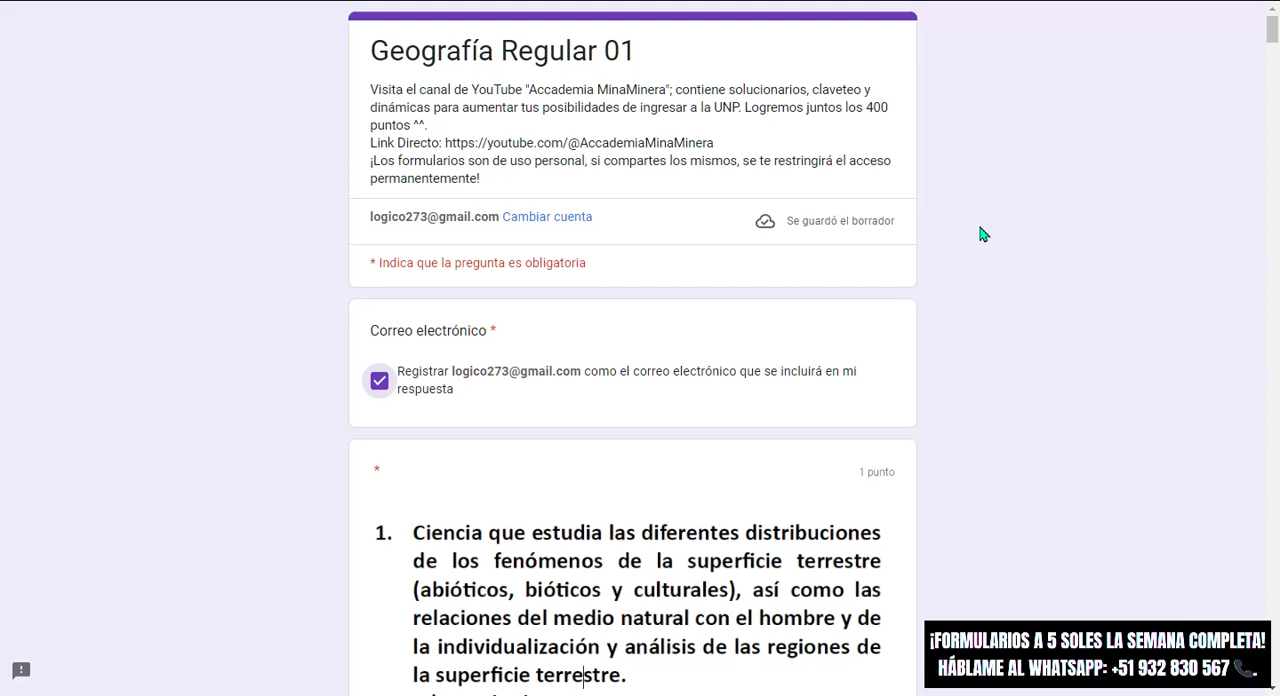 Geografía Regular 01
Visita el canal de YouTube "Accademia MinaMinera"; contiene solucionarios, claveteo y
dinámicas para aumentar tus posibilidades de ingresar a la UNP. Logremos juntos los 400
puntos ^^.
Link Directo: https://youtube.com/@AccademiaMinaMinera
¡Los formularios son de uso personal, si compartes los mismos, se te restringirá el acceso
permanentemente!
logico273@gmail.com Cambiar cuenta
Se guardó el borrador
* Indica que la pregunta es obligatoria
Correo electrónico *
Registrar logico273@gmail.com como el correo electrónico que se incluirá en mi
respuesta
*
1 punto
1. Ciencia que estudia las diferentes distribuciones
de los fenómenos de la superficie terrestre
(abióticos, bióticos y culturales), así como las
relaciones del medio natural con el hombre y de
la individualización y análisis de las regiones de
la superficie terrestre.
¡FORMULARIOS A 5 SOLES LA SEMANA COMPLETA!
HÁBLAME AL WHATSAPP: +51 932 830 567 📞.